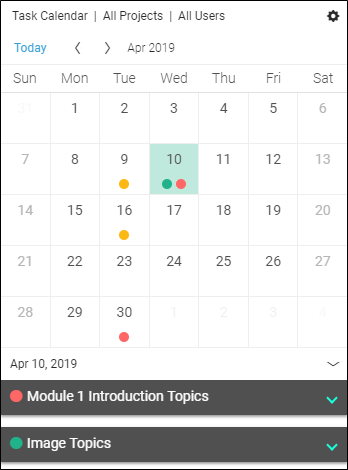 Task Calendar | All Projects | All Users
Today Apr 2019
Sun Mon Tue Wed Thu Fri Sat
31 1 2 3 4 5 6
7 8 9 10 11 12 13
14 15 16 17 18 19 20
21 22 23 24 25 26 27
28 29 30 1 2 3 4
Apr 10, 2019
Module 1 Introduction Topics
Image Topics